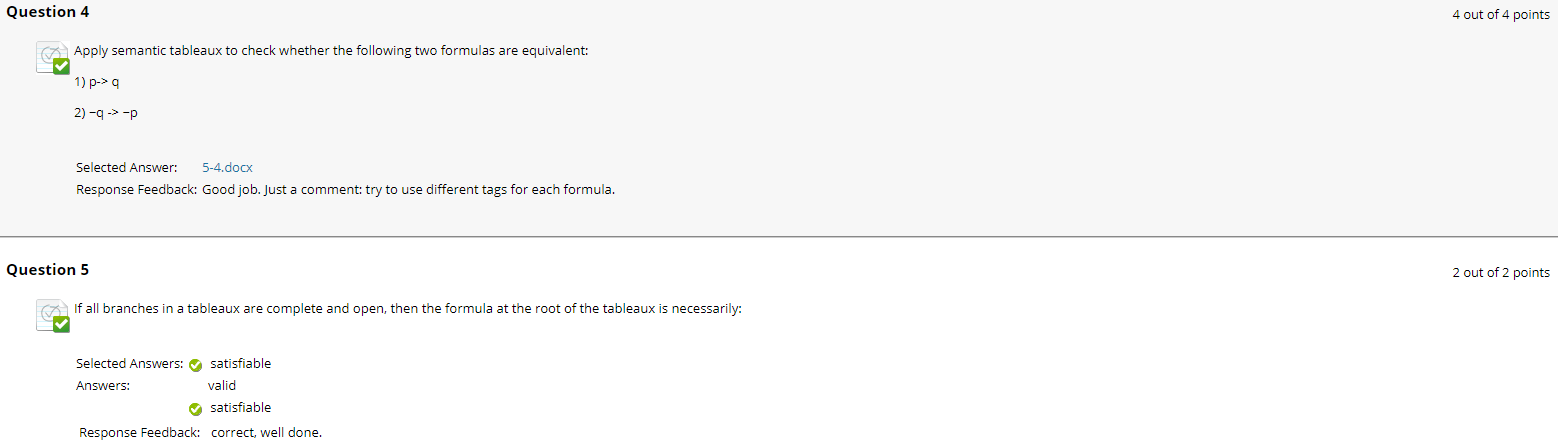 Question 4
4 out of 4 points
Apply semantic tableaux to check whether the following two formulas are equivalent:
1) p-> q
2) ¬q -> ¬p
Selected Answer: 5-4.docx
Response Feedback: Good job. Just a comment: try to use different tags for each formula.
Question 5
2 out of 2 points
If all branches in a tableaux are complete and open, then the formula at the root of the tableaux is necessarily:
Selected Answers: satisfiable
Answers: valid
satisfiable
Response Feedback: correct, well done.